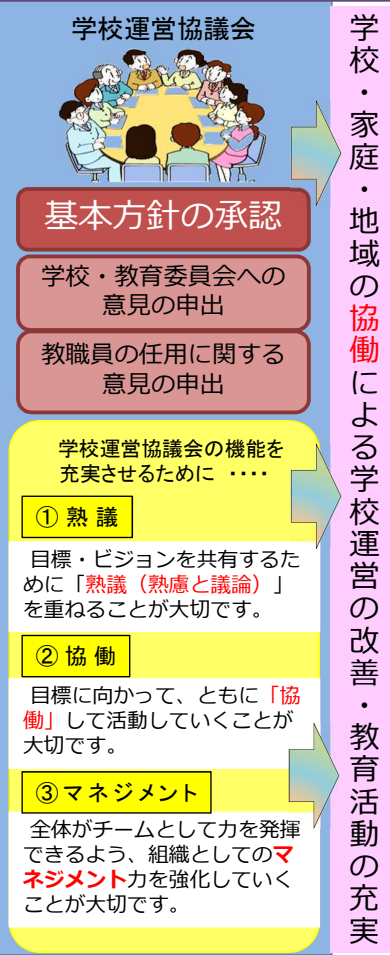 学校運営協議会
基本方針の承認
学校・教育委員会への
意見の申出
教職員の任用に関する
意見の申出
学校運営協議会の機能を
充実させるために ････
① 熟 議
目標・ビジョンを共有するた
めに「熟議（熟慮と議論）」
を重ねることが大切です。
② 協 働
目標に向かって、ともに「協
働」して活動していくことが
大切です。
③ マネジメント
全体がチームとして力を発揮
できるよう、組織としてのマ
ネジメント力を強化していく
ことが大切です。
学校・家庭・地域の協働による学校運営の改善・教育活動の充実